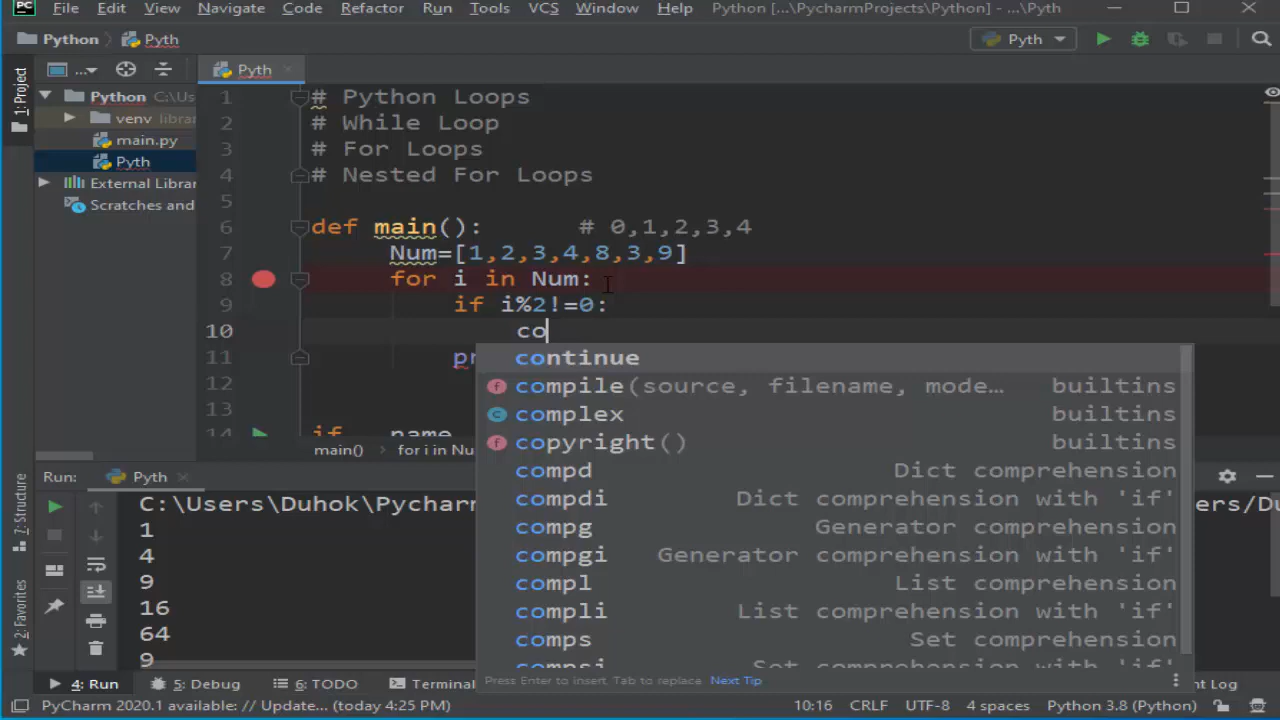 PC File Edit View Navigate Code Refactor Run Tools VCS Window Help Python [...\PycharmProjects\Python] - ...\Pyth
Python Pyth Pyth
1: Project
... Pyth
Python C:\Us
venv libra
main.py
Pyth
External Librar
Scratches and
1 # Python Loops
2 # While Loop
3 # For Loops
4 # Nested For Loops
5
6 def main(): # 0,1,2,3,4
7 Num=[1,2,3,4,8,3,9]
8 for i in Num:
9 if i%2!=0:
10 co
11 pr
12
13
14 if name
continue
compile(source, filename, mode… builtins
complex builtins
copyright() builtins
compd Dict comprehension
compdi Dict comprehension with 'if'
compg Generator comprehension
compgi Generator comprehension with 'if'
compl List comprehension
compli List comprehension with 'if'
comps Set comprehension
compsi Set comprehension with 'if'
Press Enter to insert, Tab to replace Next Tip
main() for i in Nu
Run: Pyth
7: Structure
2: Favorites
C:\Users\Duhok\Pycharm ers/Du
1
4
9
16
64
9
4: Run 5: Debug 6: TODO Terminal nt Log
PyCharm 2020.1 available: // Update... (today 4:25 PM) 10:16 CRLF UTF-8 4 spaces Python 3.8 (Python)